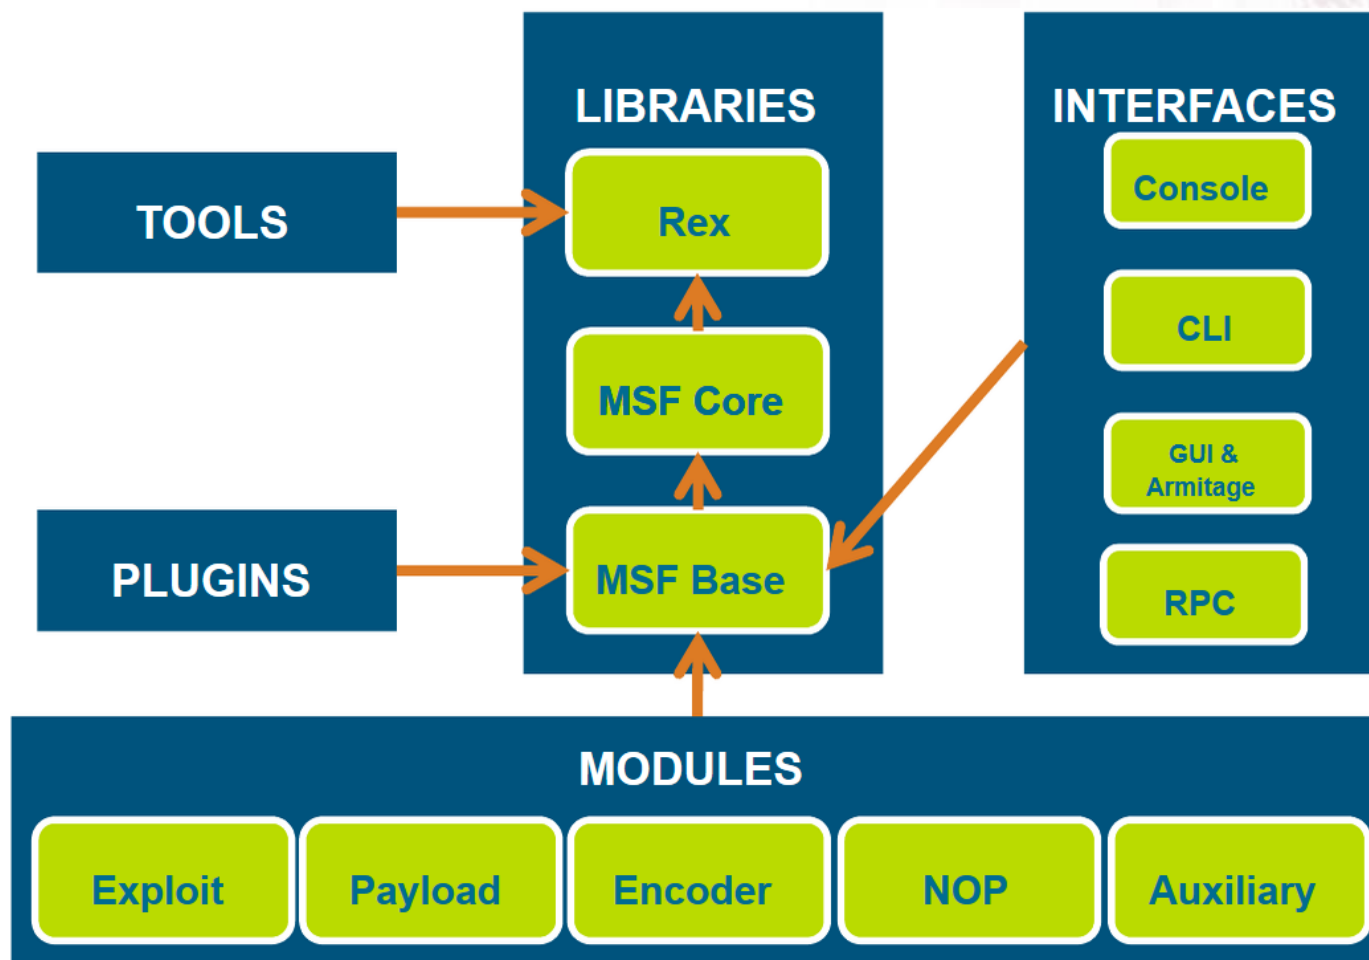 LIBRARIES
INTERFACES
TOOLS
Rex
Console
MSF Core
CLI
PLUGINS
MSF Base
GUI &
Armitage
RPC
MODULES
Exploit
Payload
Encoder
NOP
Auxiliary